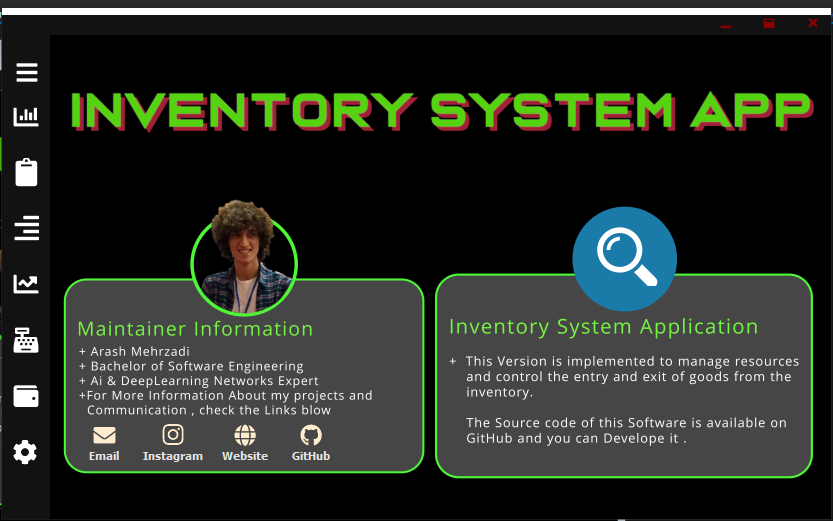 INVENTORY SYSTEM APP
Maintainer Information
+ Arash Mehrzadi
+ Bachelor of Software Engineering
+ Ai & DeepLearning Networks Expert
+For More Information About my projects and
Communication , check the Links blow
Email Instagram Website GitHub
Inventory System Application
+ This Version is implemented to manage resources
and control the entry and exit of goods from the
inventory.
The Source code of this Software is available on
GitHub and you can Develope it .